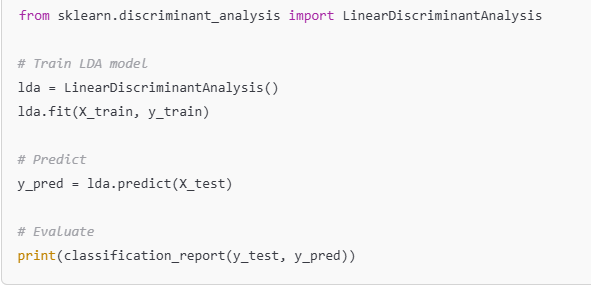 from sklearn.discriminant_analysis import LinearDiscriminantAnalysis
# Train LDA model
lda = LinearDiscriminantAnalysis()
lda.fit(X_train, y_train)
# Predict
y_pred = lda.predict(X_test)
# Evaluate
print(classification_report(y_test, y_pred))